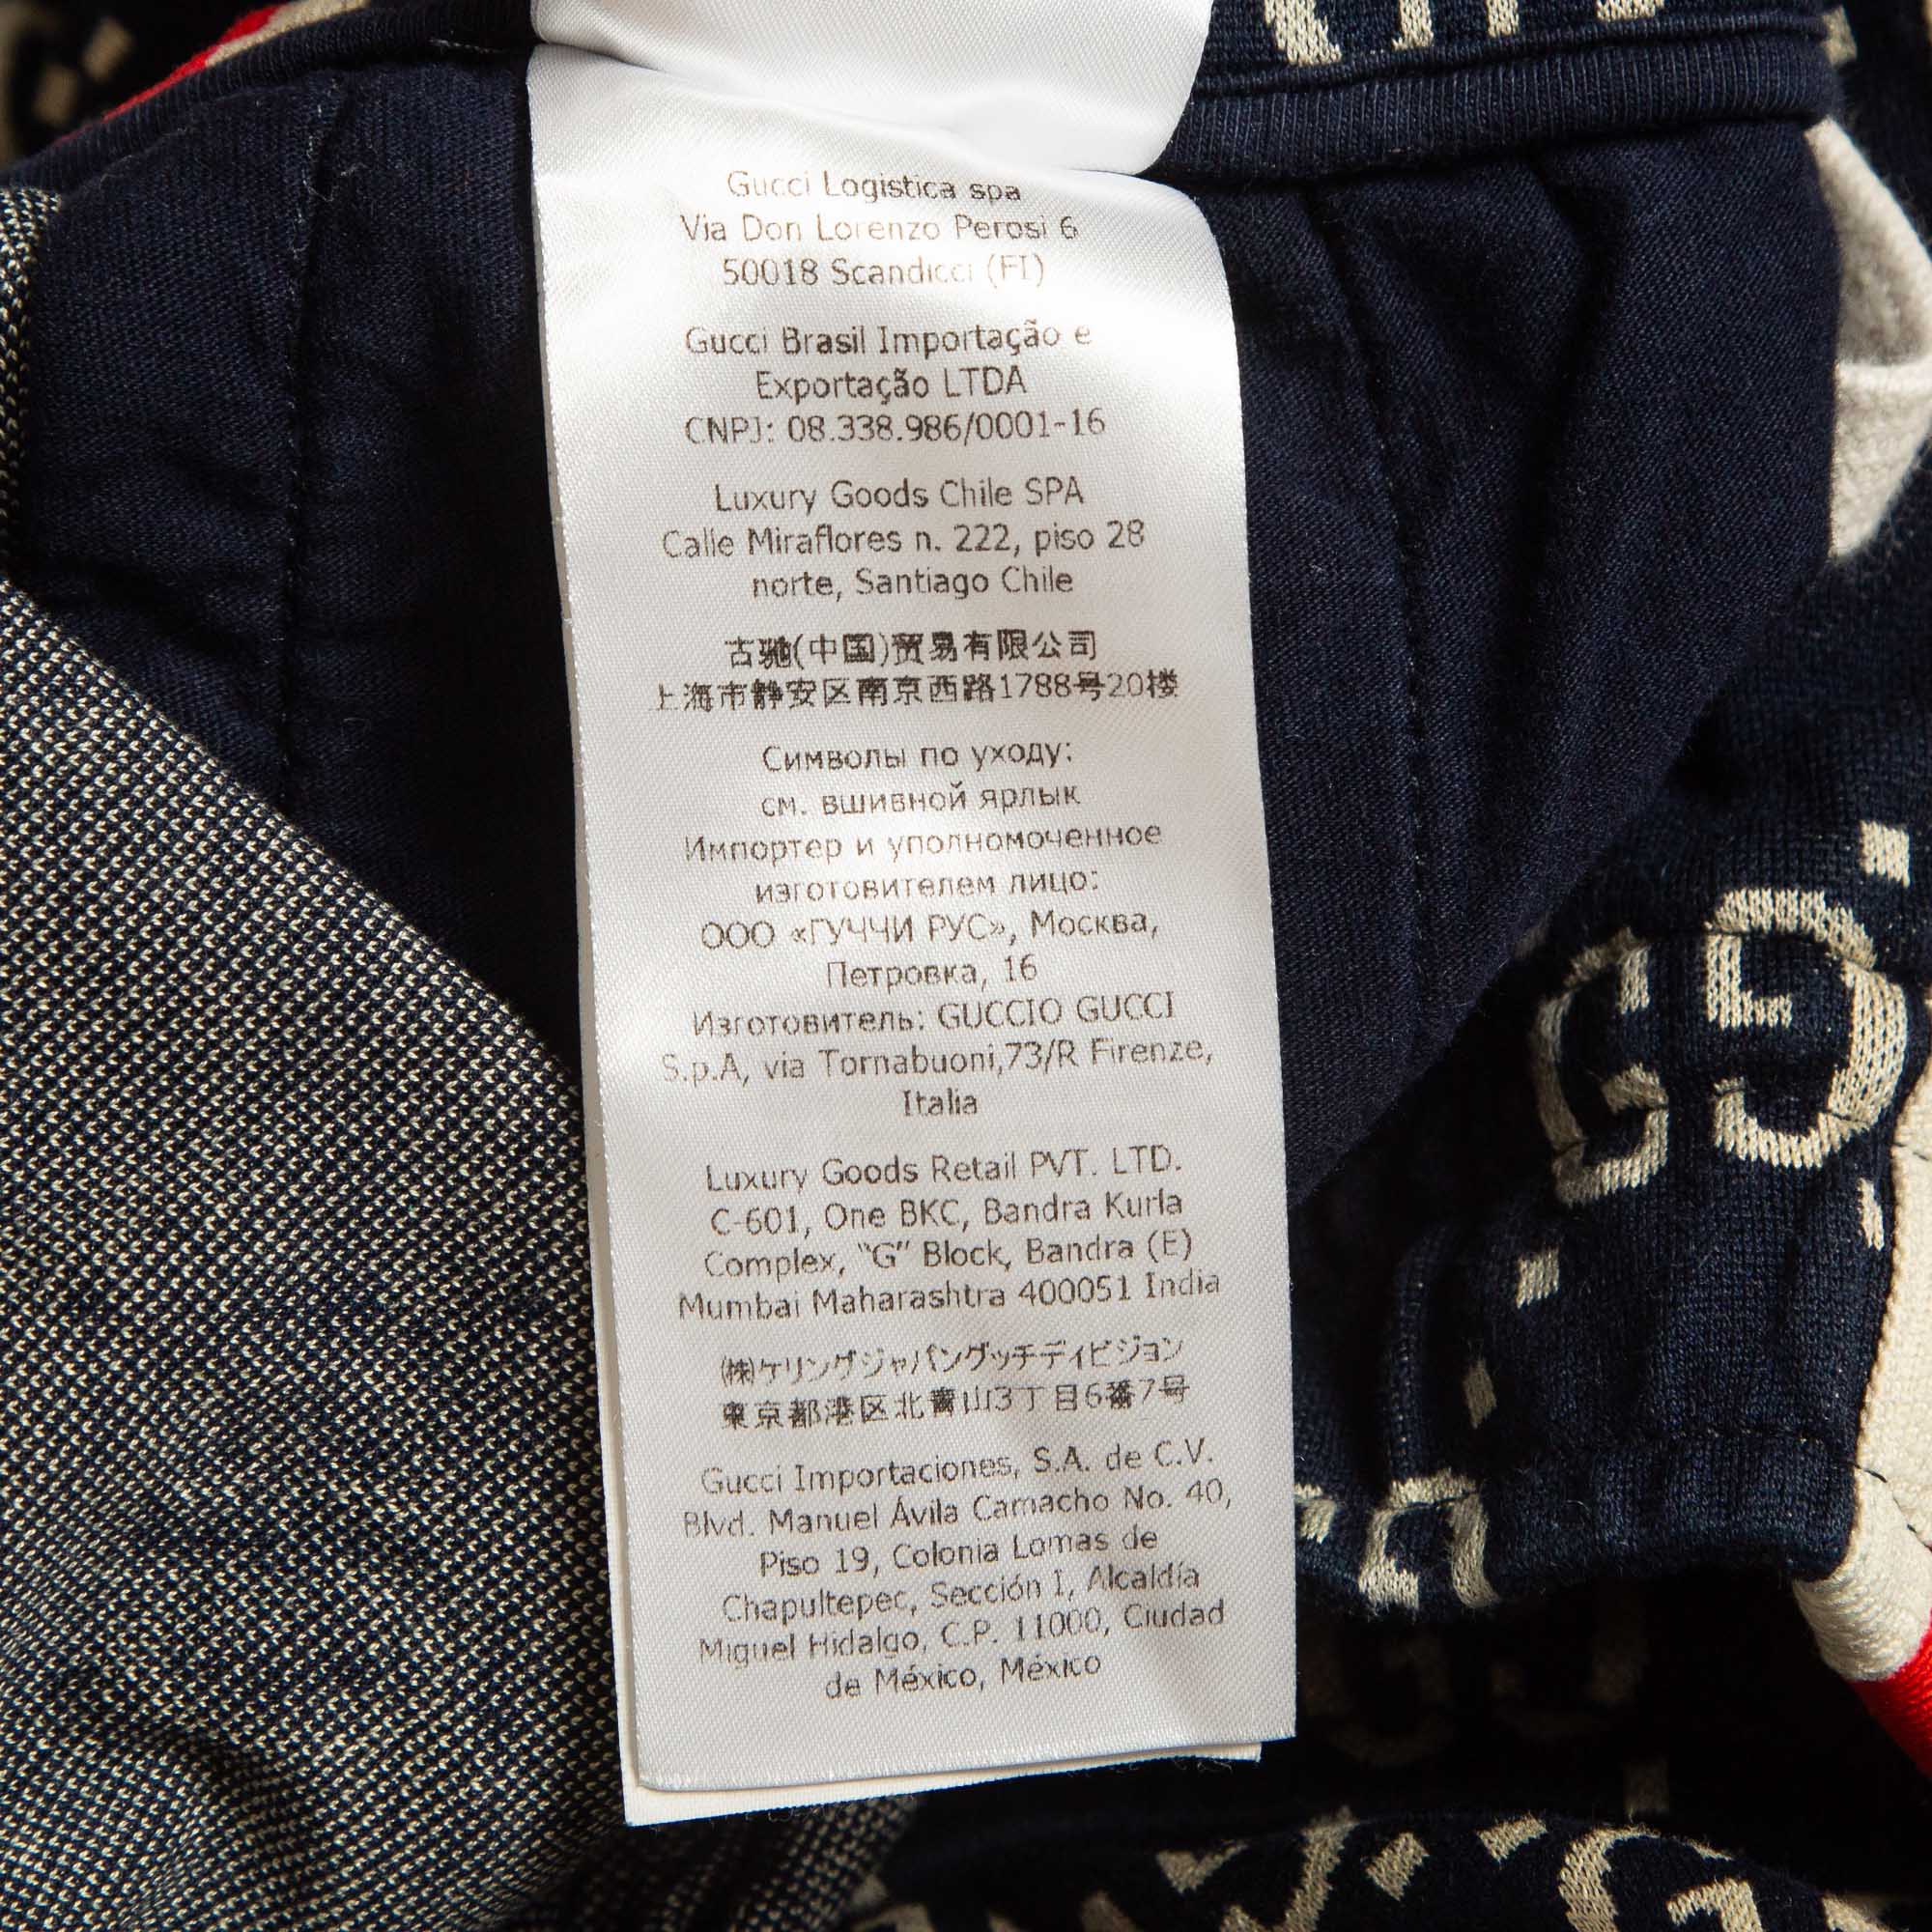 Gucci Logistica spa
Via Don Lorenzo Perosi 6
50018 Scandicci (FI)
Gucci Brasil Importação e
Exportação LTDA
CNPJ: 08.338.986/0001-16
Luxury Goods Chile SPA
Calle Miraflores n. 222, piso 28
norte, Santiago Chile
古驰(中国)贸易有限公司
上海市静安区南京西路1788号20楼
Символы по уходу:
см. вшивной ярлык
Импортер и уполномоченное
изготовителем лицо:
ООО «ГУЧЧИ РУС», Москва,
Петровка, 16
Изготовитель: GUCCIO GUCCI
S.p.A, via Tornabuoni,73/R Firenze,
Italia
Luxury Goods Retail PVT. LTD.
C-601, One BKC, Bandra Kurla
Complex, "G" Block, Bandra (E)
Mumbai Maharashtra 400051 India
(株)ケリングジャパングッチディビジョン
東京都港区北青山3丁目6番7号
Gucci Importaciones, S.A. de C.V.
Blvd. Manuel Ávila Camacho No. 40,
Piso 19, Colonia Lomas de
Chapultepec, Sección I, Alcaldía
Miguel Hidalgo, C.P. 11000, Ciudad
de México, México